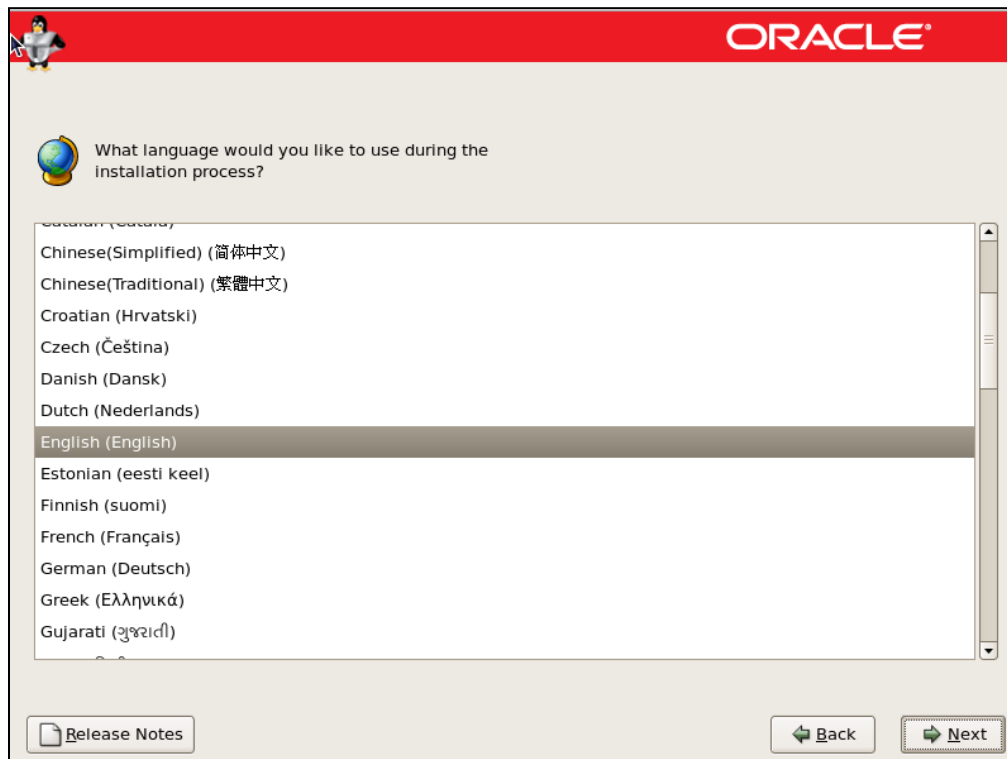 ORACLE®
What language would you like to use during the
installation process?
Catalan (Català)
Chinese(Simplified) (简体中文)
Chinese(Traditional) (繁體中文)
Croatian (Hrvatski)
Czech (Čeština)
Danish (Dansk)
Dutch (Nederlands)
English (English)
Estonian (eesti keel)
Finnish (suomi)
French (Français)
German (Deutsch)
Greek (Ελληνικά)
Gujarati (ગુજરાતી)
Release Notes
Back
Next